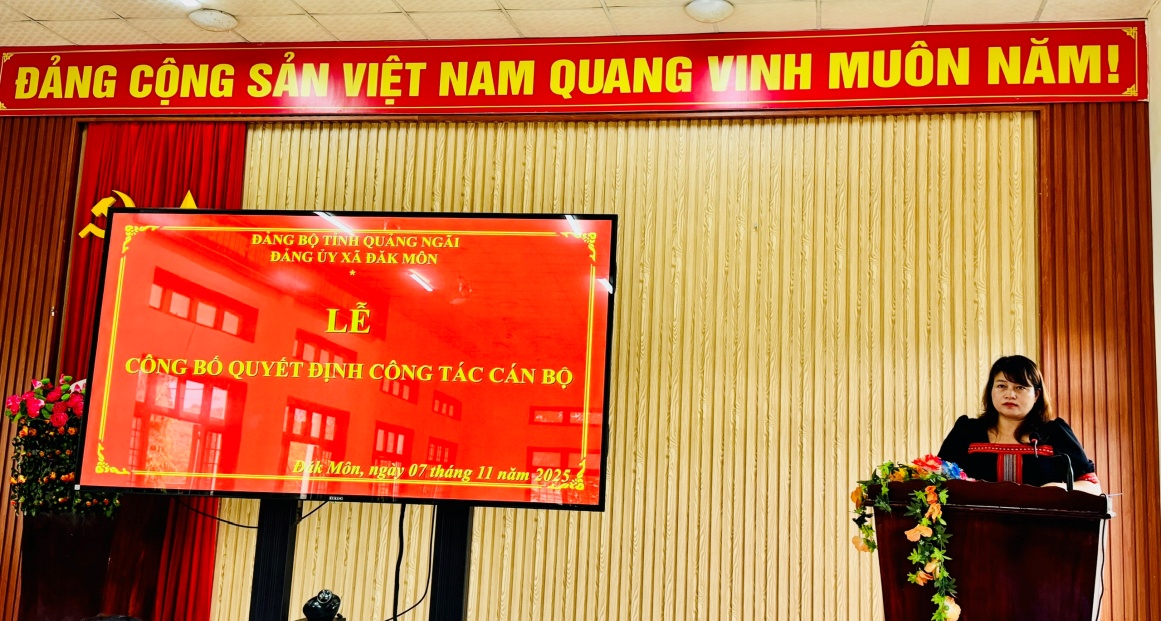 ĐẢNG CỘNG SẢN VIỆT NAM QUANG VINH MUÔN NĂM!
ĐẢNG BỘ TỈNH QUẢNG NGÃI
ĐẢNG ỦY XÃ ĐĂK MÔN
*
LỄ
CÔNG BỐ QUYẾT ĐỊNH CÔNG TÁC CÁN BỘ
Đăk Môn, ngày 07 tháng 11 năm 2025